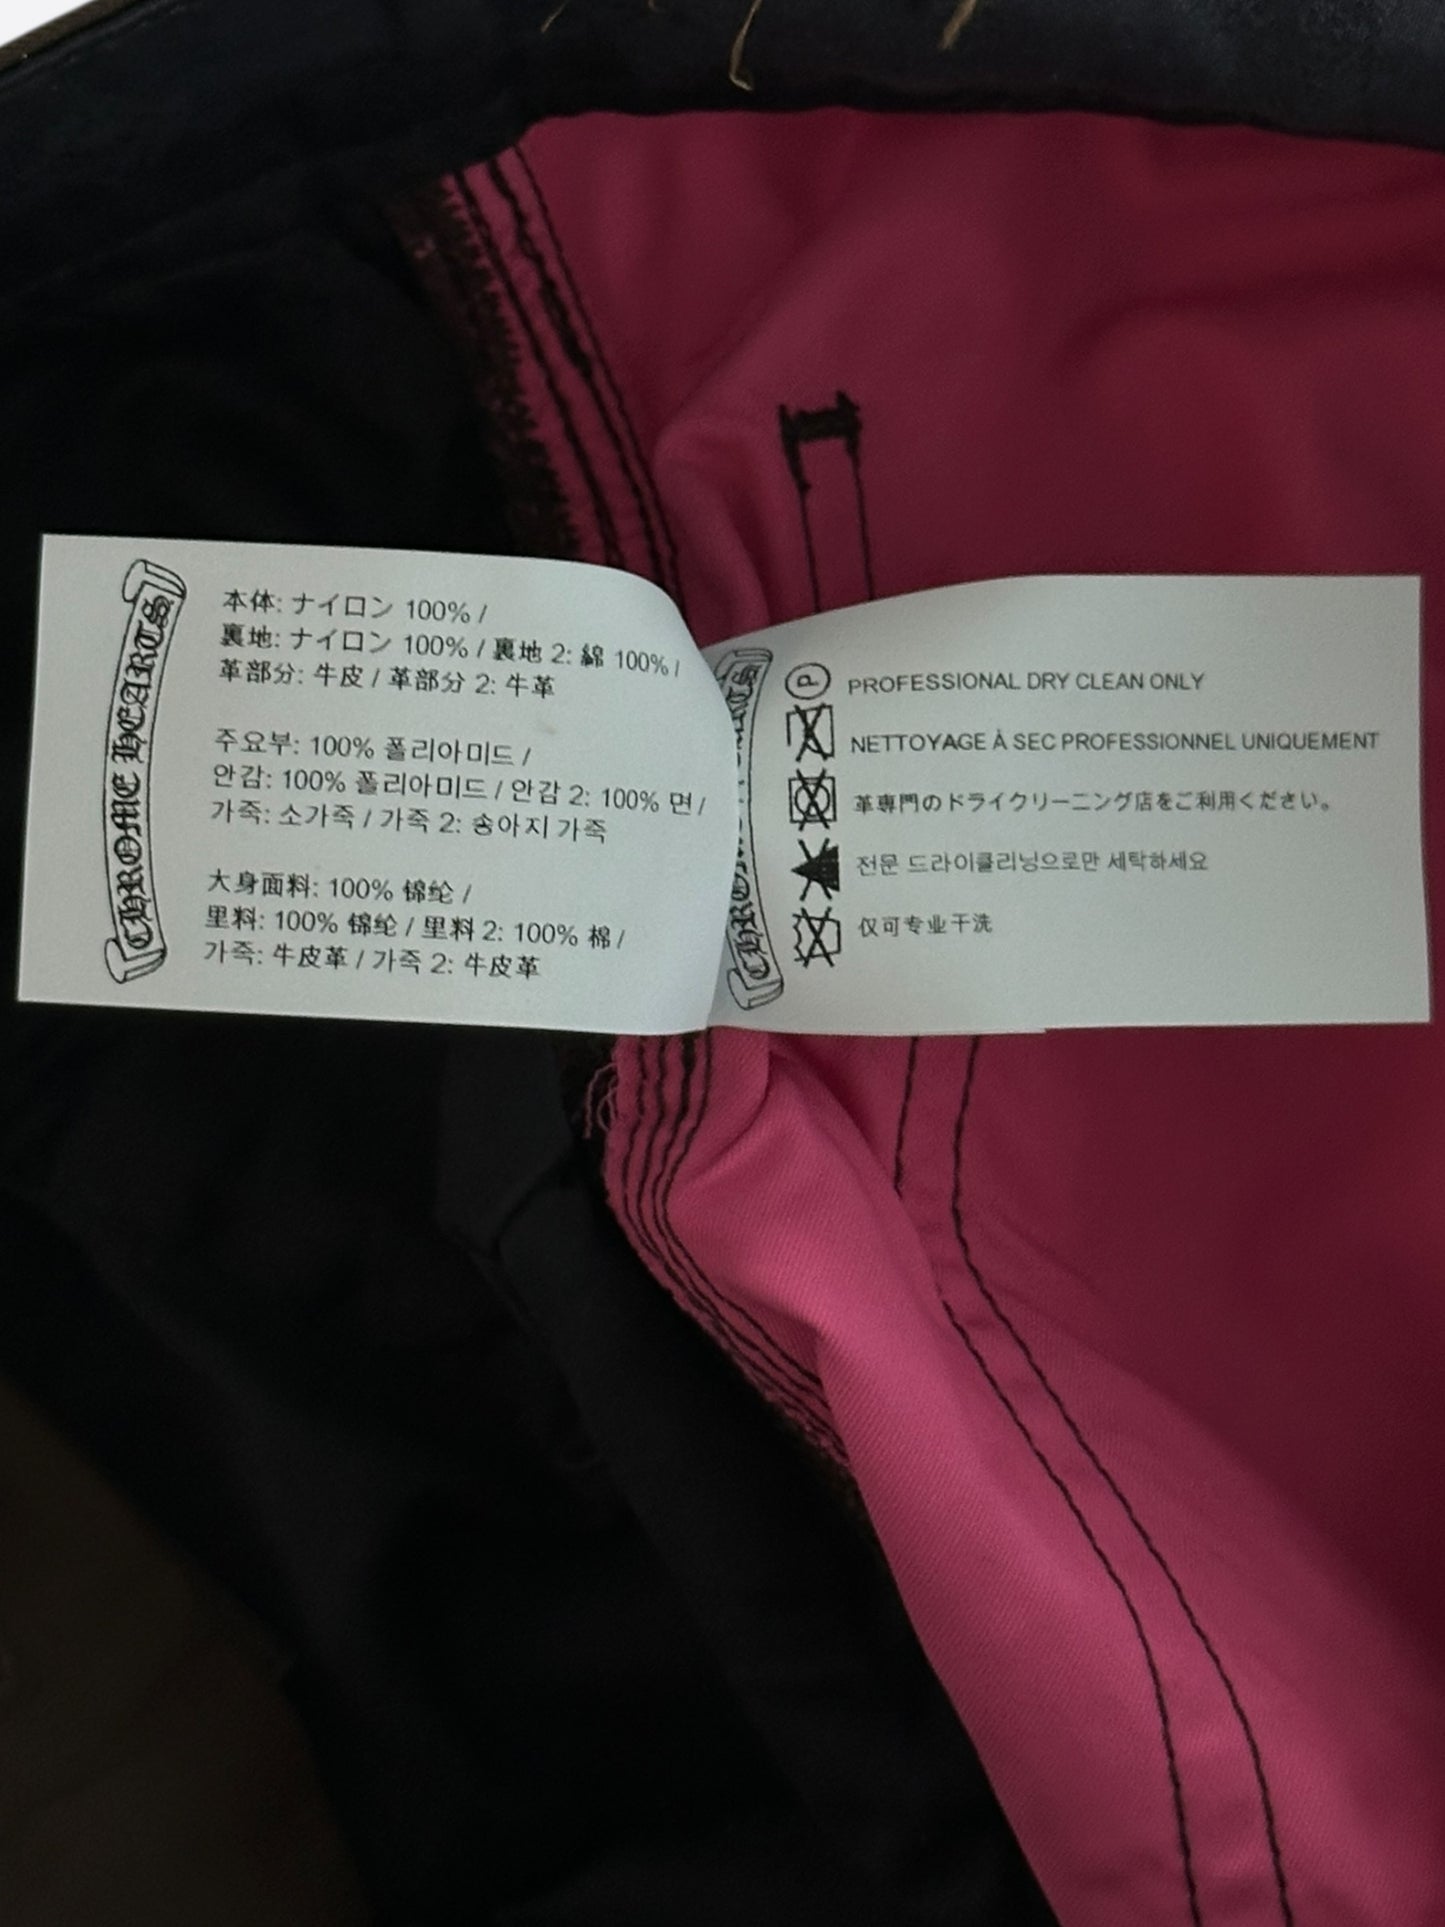 CHROME HEARTS
本体: ナイロン 100% /
裏地: ナイロン 100% / 裏地 2: 綿 100% /
革部分: 牛皮 / 革部分 2: 牛革
주요부: 100% 폴리아미드 /
안감: 100% 폴리아미드 / 안감 2: 100% 면 /
가죽: 소가죽 / 가죽 2: 송아지 가죽
大身面料: 100% 锦纶 /
里料: 100% 锦纶 / 里料 2: 100% 棉 /
가죽: 牛皮革 / 가죽 2: 牛皮革
P
PROFESSIONAL DRY CLEAN ONLY
NETTOYAGE À SEC PROFESSIONNEL UNIQUEMENT
革専門のドライクリーニング店をご利用ください。
전문 드라이클리닝으로만 세탁하세요
仅可专业干洗